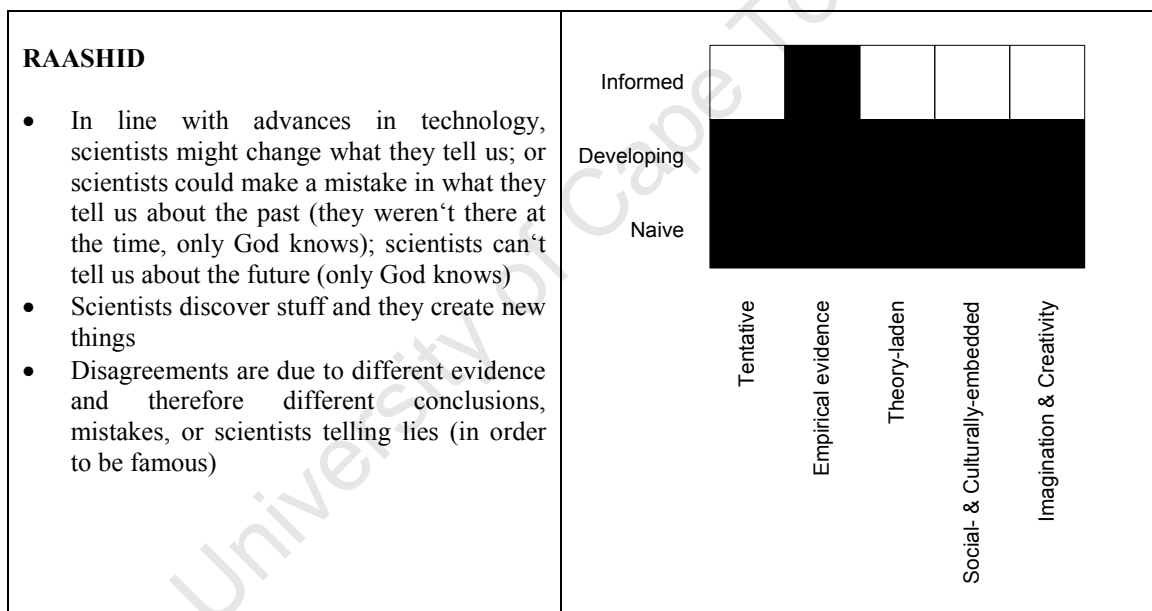 RAASHID
• In line with advances in technology,
scientists might change what they tell us; or
scientists could make a mistake in what they
tell us about the past (they weren‘t there at
the time, only God knows); scientists can‘t
tell us about the future (only God knows)
• Scientists discover stuff and they create new
things
• Disagreements are due to different evidence
and therefore different conclusions,
mistakes, or scientists telling lies (in order
to be famous)
Informed
Developing
Naive
Tentative
Empirical evidence
Theory-laden
Social- & Culturally-embedded
Imagination & Creativity
University of Cape To